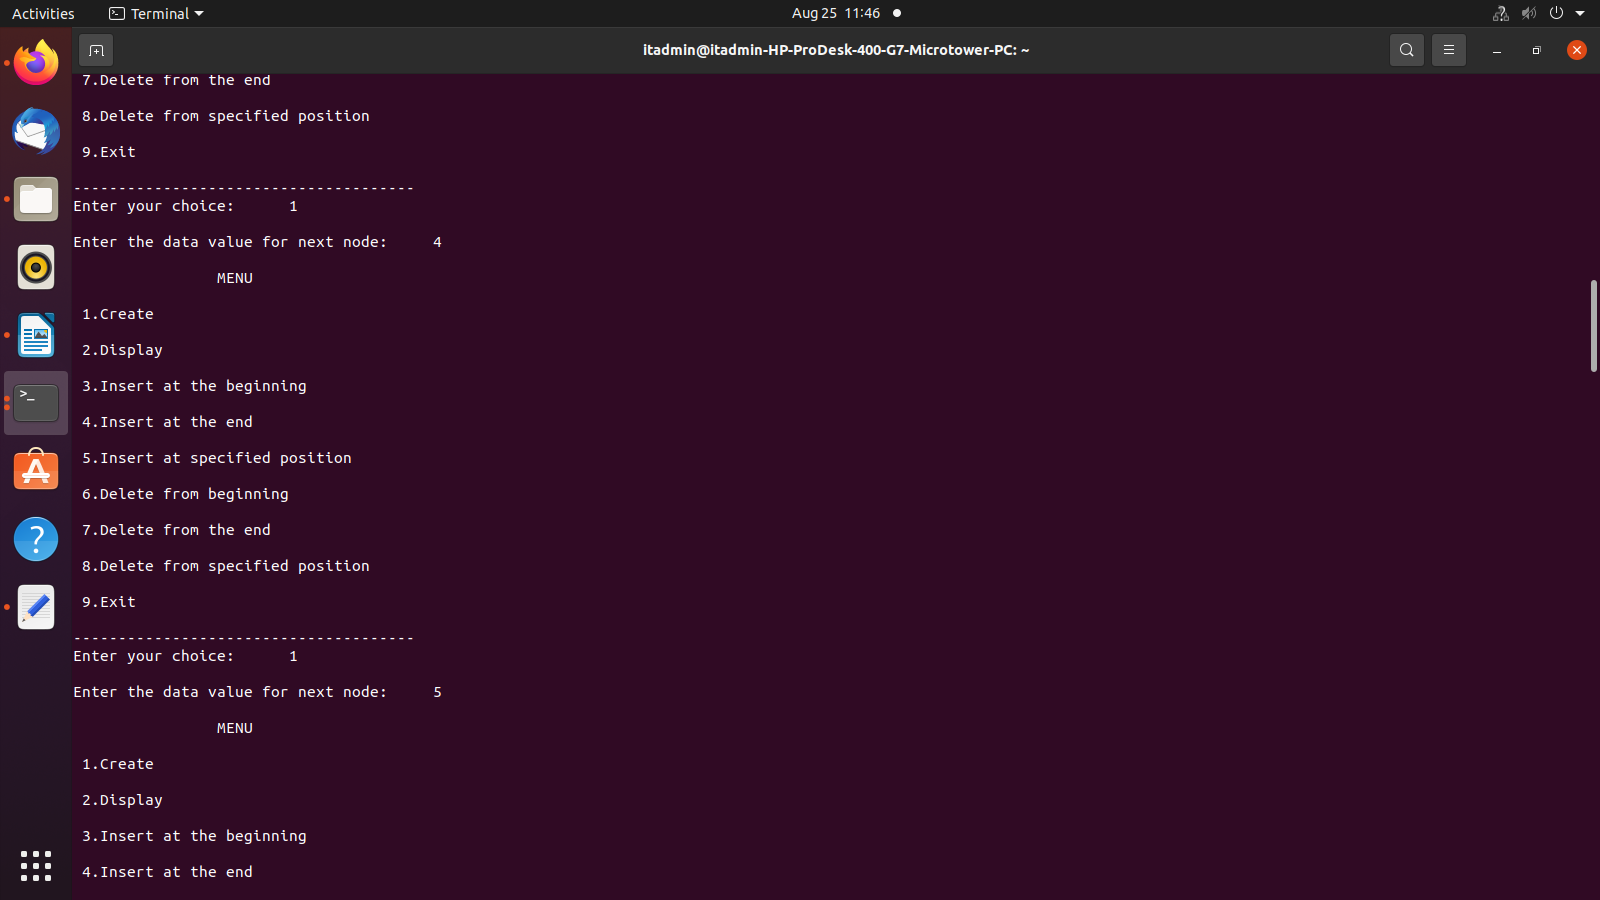 Activities Terminal Aug 25 11:46
itadmin@itadmin-HP-ProDesk-400-G7-Microtower-PC: ~
7.Delete from the end
8.Delete from specified position
9.Exit
--------------------------------------
Enter your choice: 1
Enter the data value for next node: 4
MENU
1.Create
2.Display
3.Insert at the beginning
4.Insert at the end
5.Insert at specified position
6.Delete from beginning
7.Delete from the end
8.Delete from specified position
9.Exit
--------------------------------------
Enter your choice: 1
Enter the data value for next node: 5
MENU
1.Create
2.Display
3.Insert at the beginning
4.Insert at the end